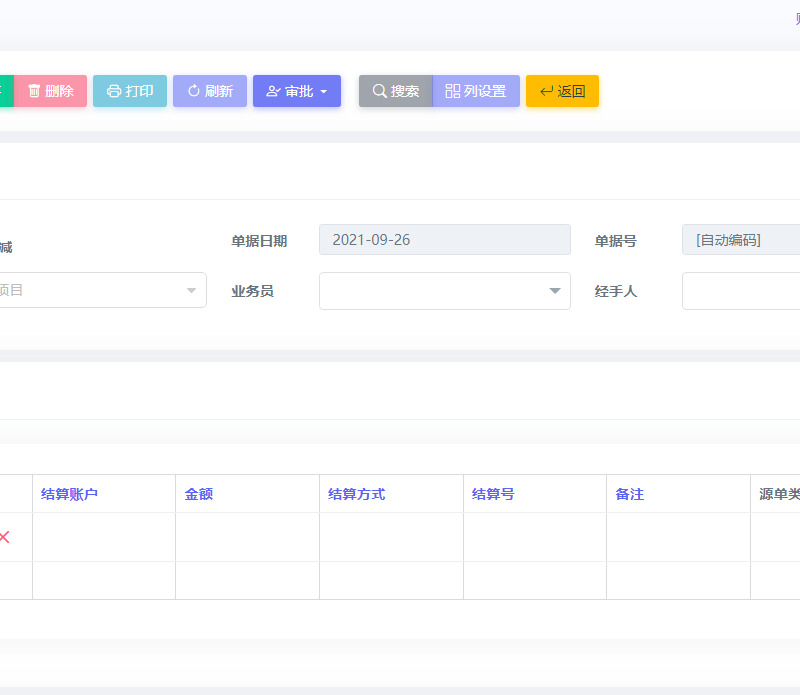 删除 打印 刷新 审批 搜索 列设置 返回
减 单据日期 2021-09-26 单据号 [自动编码]
项目 业务员 经手人
结算账户 金额 结算方式 结算号 备注 源单类